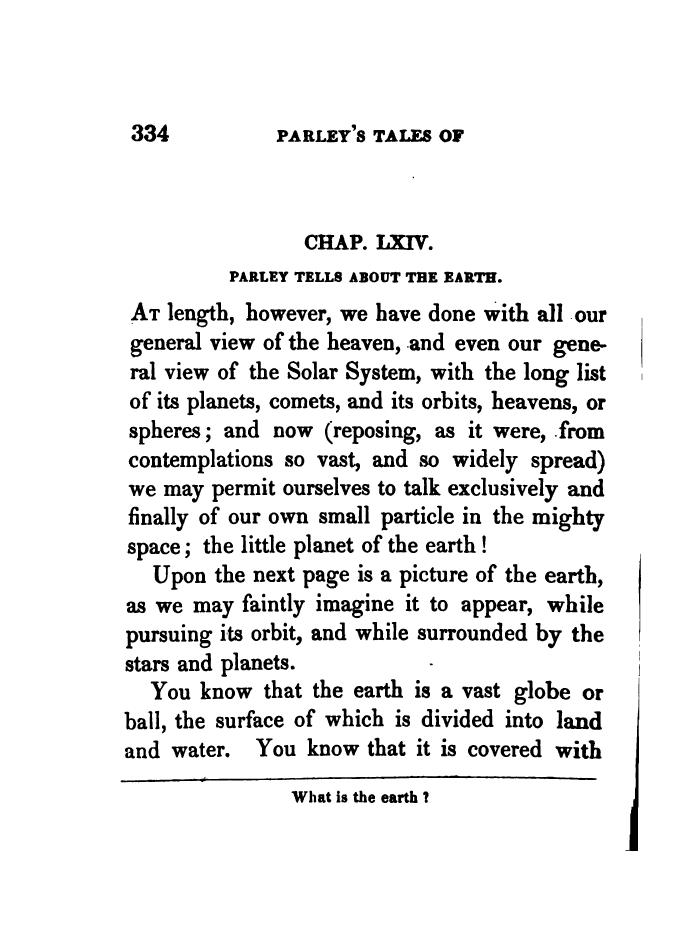 334 PARLEY'S TALES OF
CHAP. LXIV.
PARLEY TELLS ABOUT THE EARTH.
AT length, however, we have done with all our
general view of the heaven, and even our gene-
ral view of the Solar System, with the long list
of its planets, comets, and its orbits, heavens, or
spheres; and now (reposing, as it were, from
contemplations so vast, and so widely spread)
we may permit ourselves to talk exclusively and
finally of our own small particle in the mighty
space; the little planet of the earth!
Upon the next page is a picture of the earth,
as we may faintly imagine it to appear, while
pursuing its orbit, and while surrounded by the
stars and planets.
You know that the earth is a vast globe or
ball, the surface of which is divided into land
and water. You know that it is covered with
What is the earth?